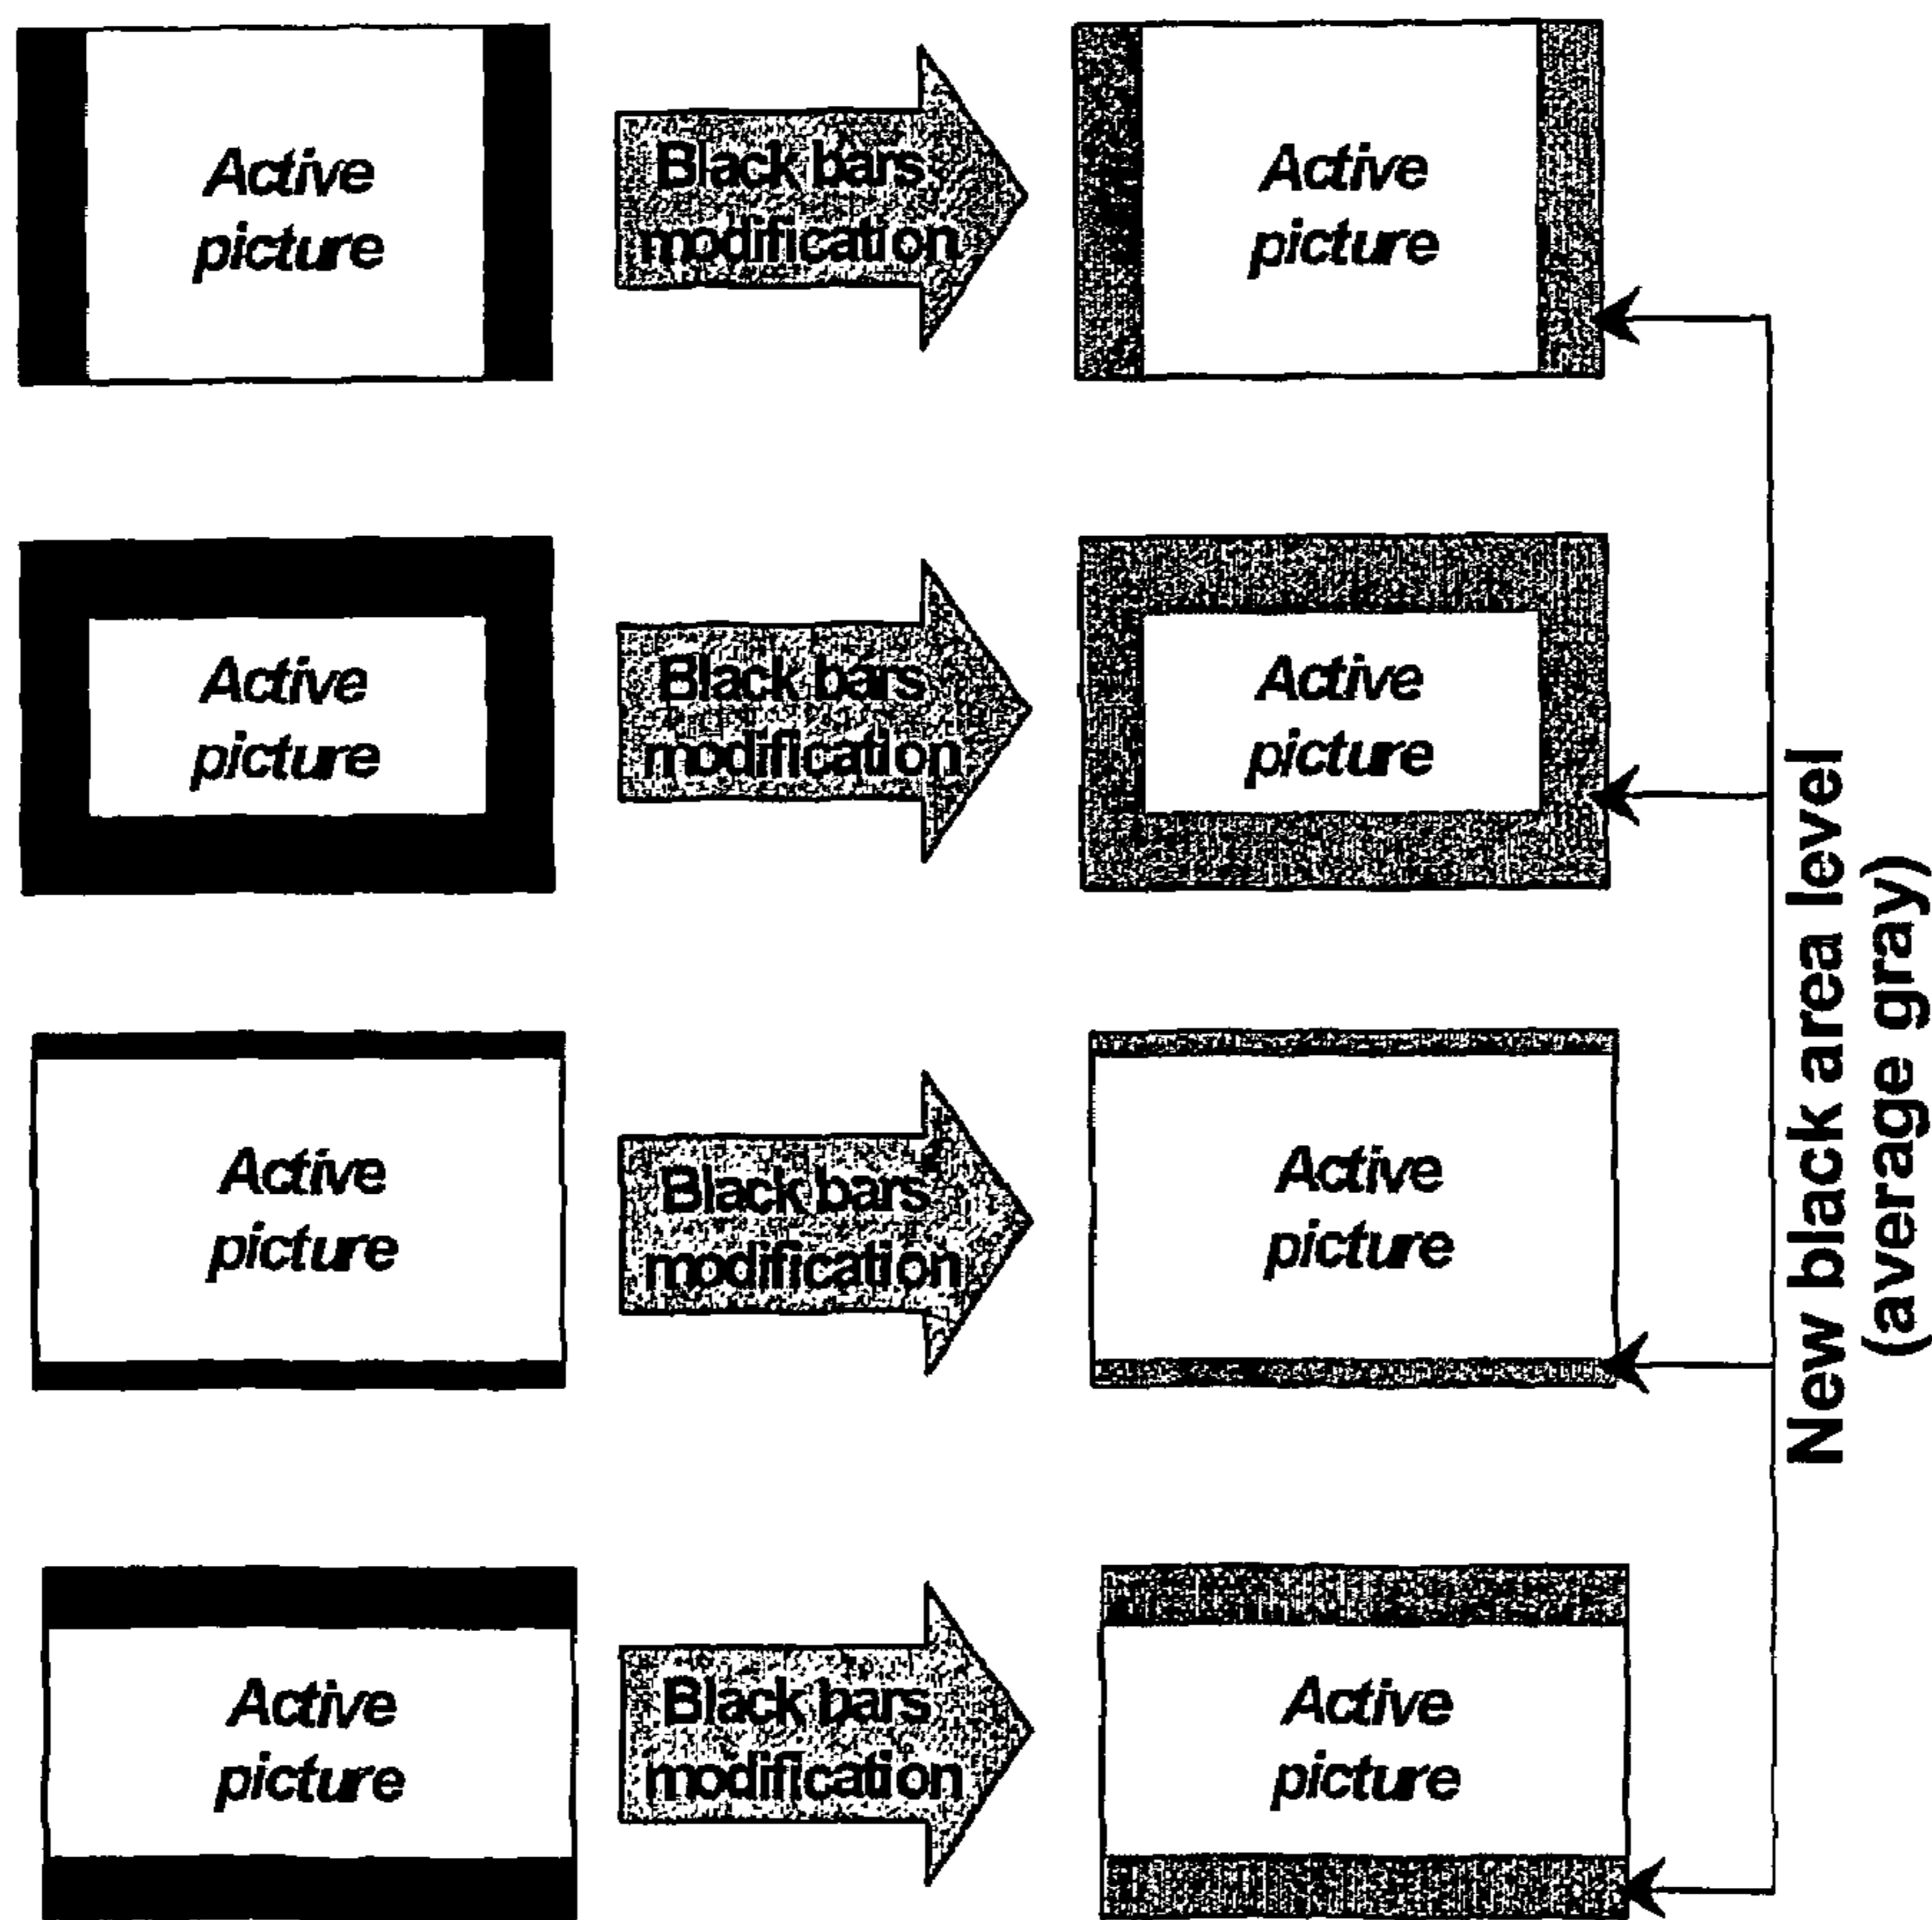 Active
picture
Black bars
modification
Active
picture
Active
picture
Black bars
modification
Active
picture
Active
picture
Black bars
modification
Active
picture
Active
picture
Black bars
modification
Active
picture
New black area level
(average gray)